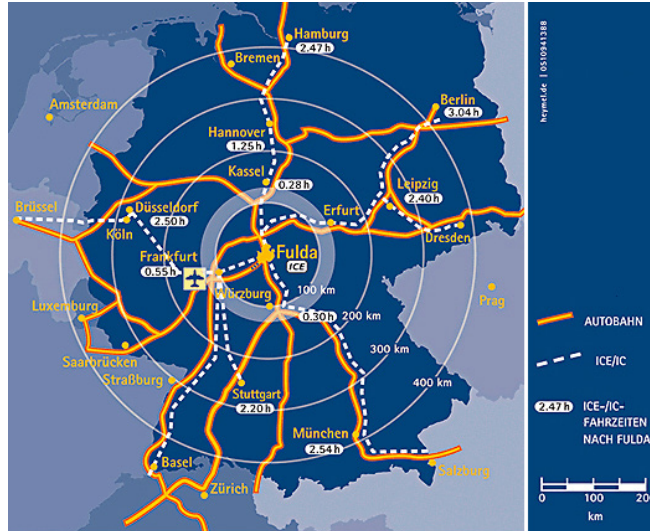 Hamburg
2.47 h
Bremen
Amsterdam
Berlin
3.04 h
Hannover
1.25 h
Kassel
0.28 h
Leipzig
2.40 h
Brüssel
Düsseldorf
2.50 h
Köln
Erfurt
Dresden
Frankfurt
0.55 h
Fulda
ICE
Würzburg
100 km
0.30 h
200 km
Prag
Luxemburg
300 km
Saarbrücken
Straßburg
400 km
Stuttgart
2.20 h
München
2.54 h
Basel
Salzburg
Zürich
heymel.de | 0510941388
AUTOBAHN
ICE/IC
2.47 h
ICE-/IC-
FAHRZEITEN
NACH FULDA
0 100 200
km